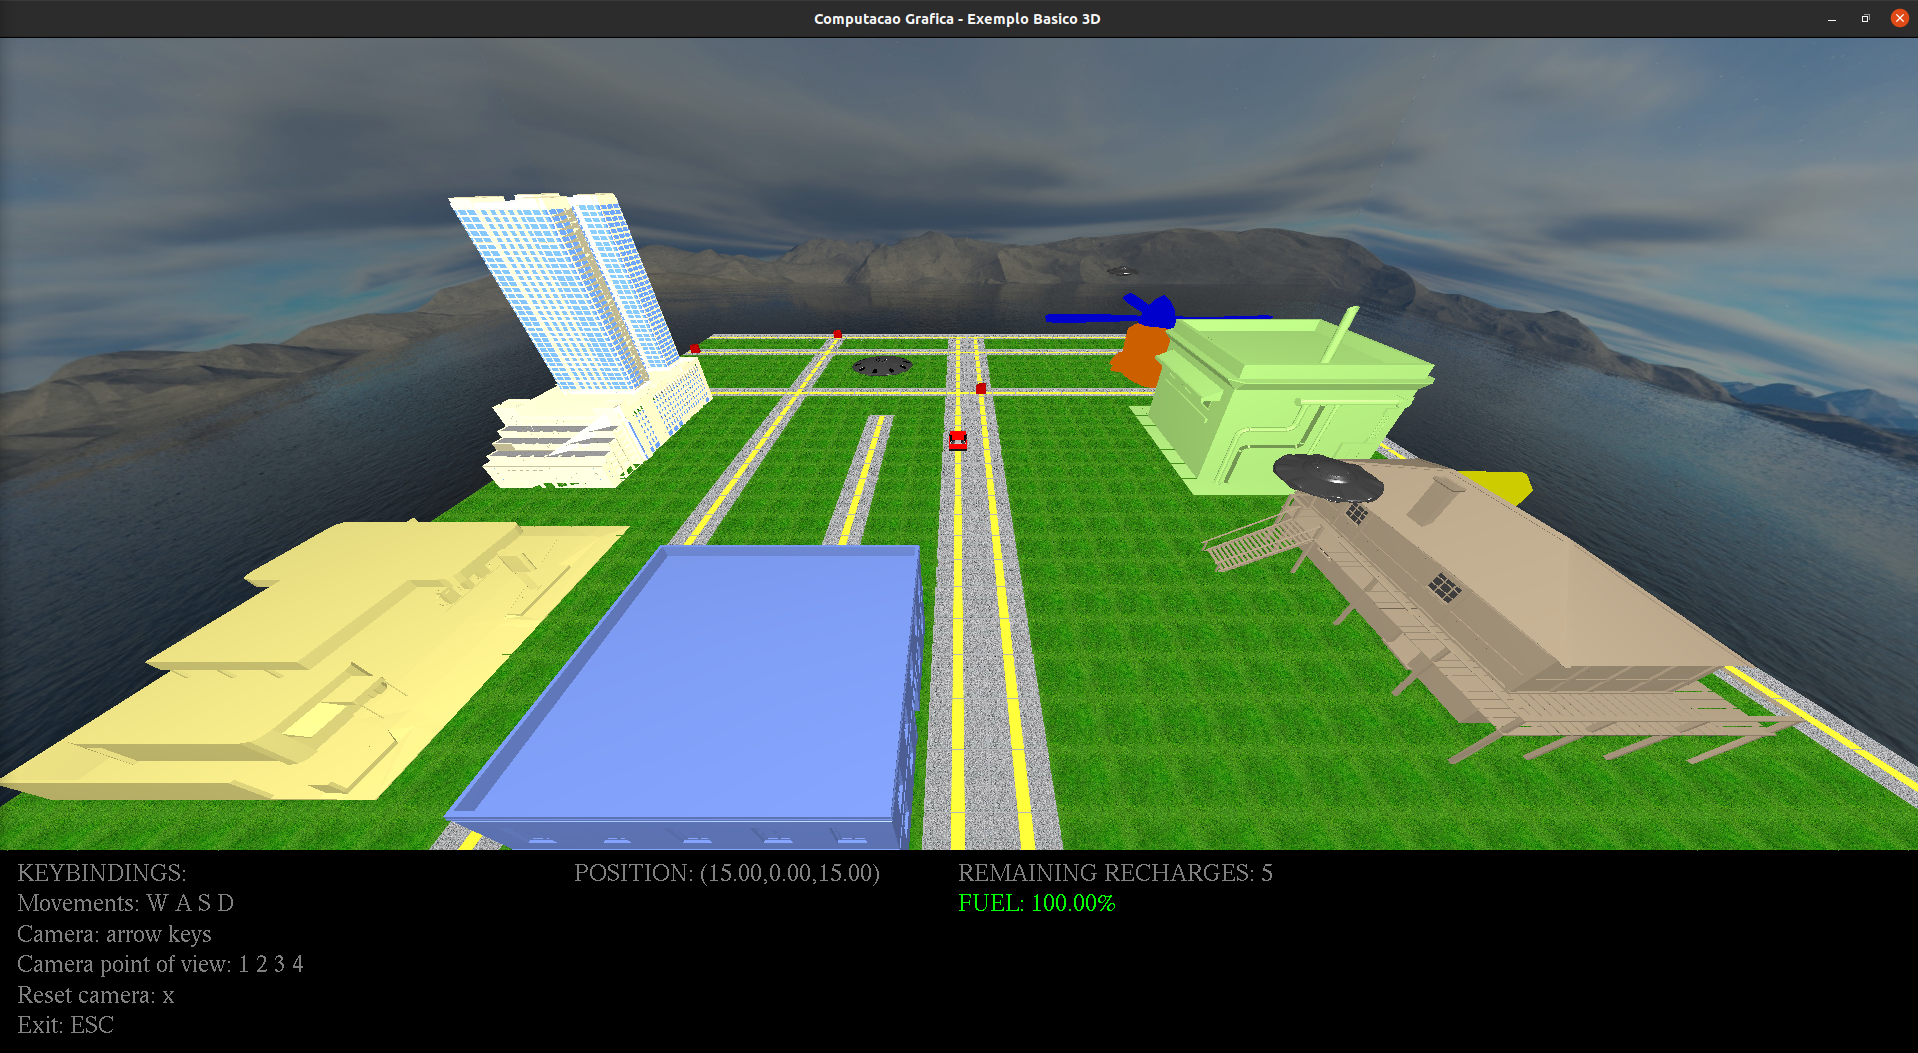 Computacao Grafica - Exemplo Basico 3D
KEYBINDINGS:
Movements: W A S D
Camera: arrow keys
Camera point of view: 1 2 3 4
Reset camera: x
Exit: ESC
POSITION: (15.00,0.00,15.00)
REMAINING RECHARGES: 5
FUEL: 100.00%